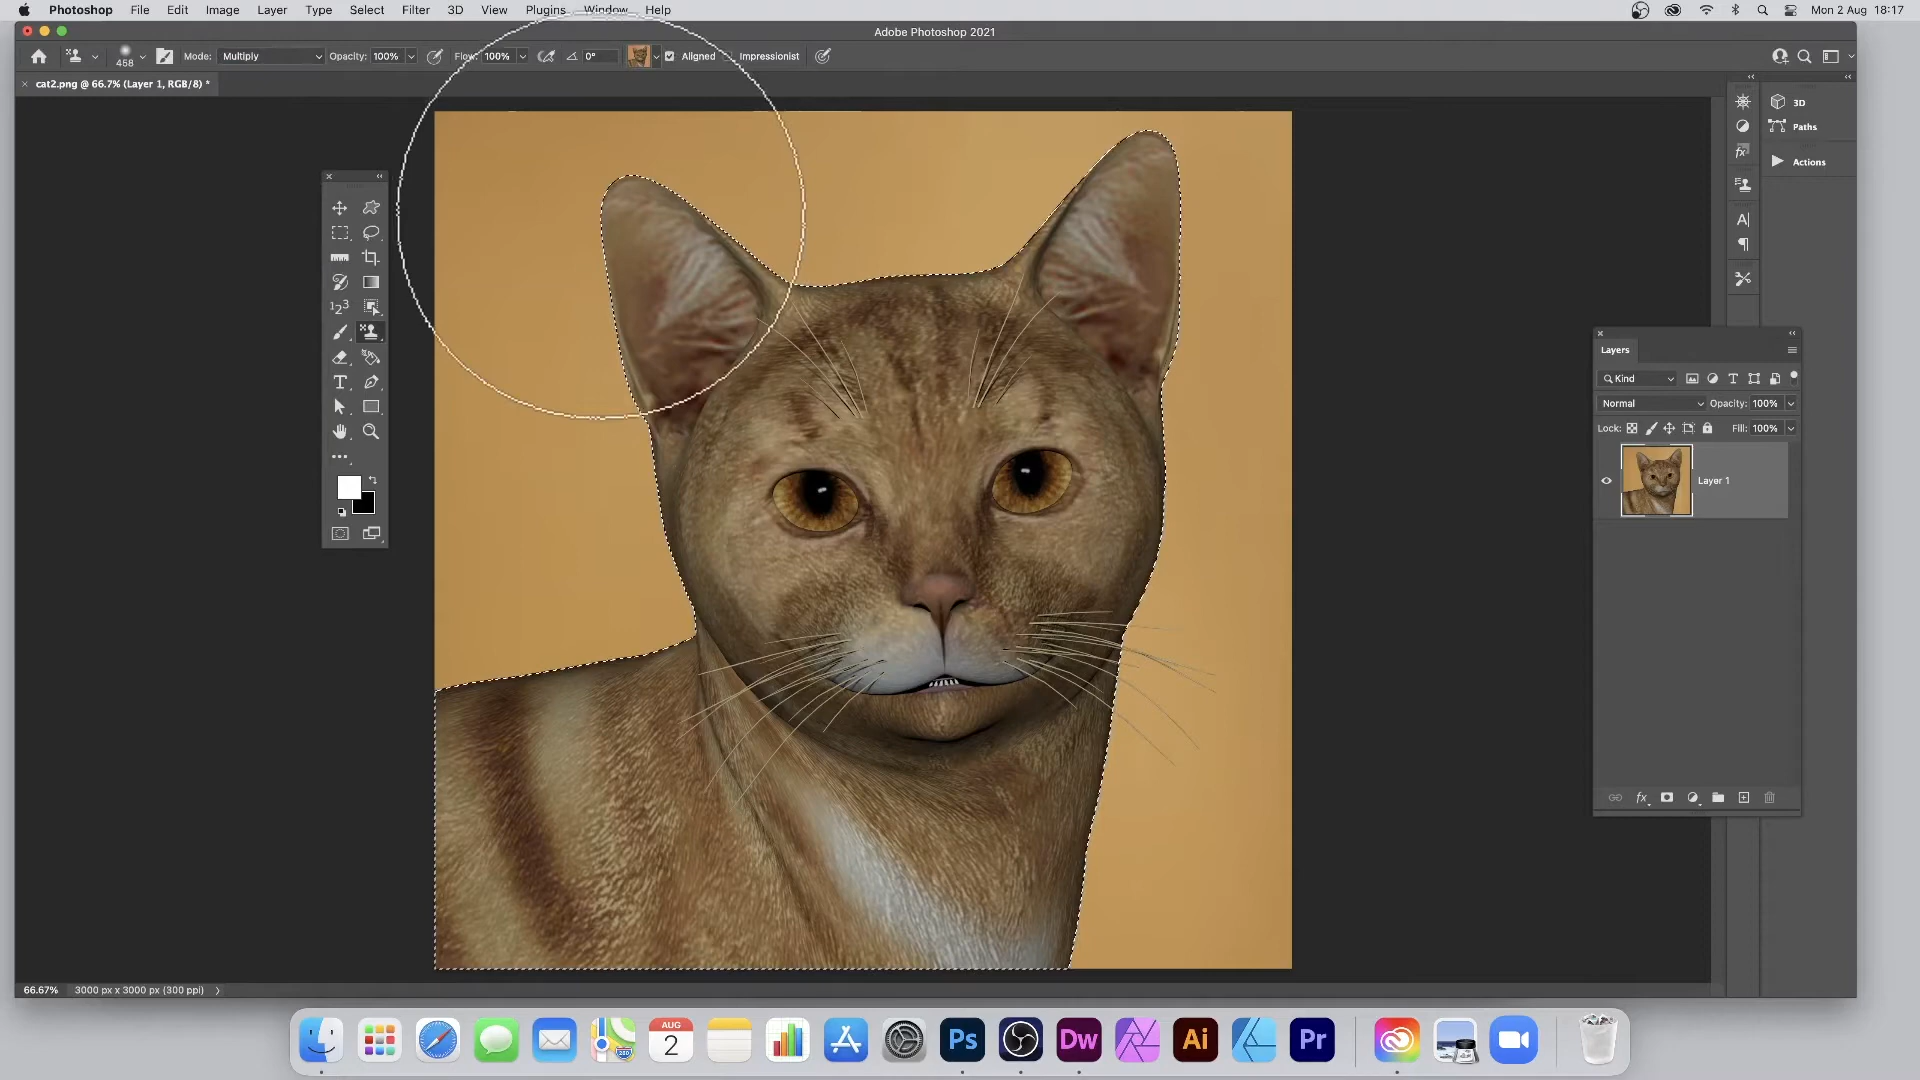 Photoshop File Edit Image Layer Type Select Filter 3D View Plugins Window Help Mon 2 Aug 18:17
Adobe Photoshop 2021
458 Mode: Multiply Opacity: 100% Flow: 100% 0° Aligned Impressionist
cat2.png @ 66.7% (Layer 1, RGB/8) *
3D
Paths
Actions
Layers
Kind
Normal Opacity: 100%
Lock: Fill: 100%
Layer 1
66.67% 3000 px x 3000 px (300 ppi)
AUG
2
280
Ps Dw Ai Pr